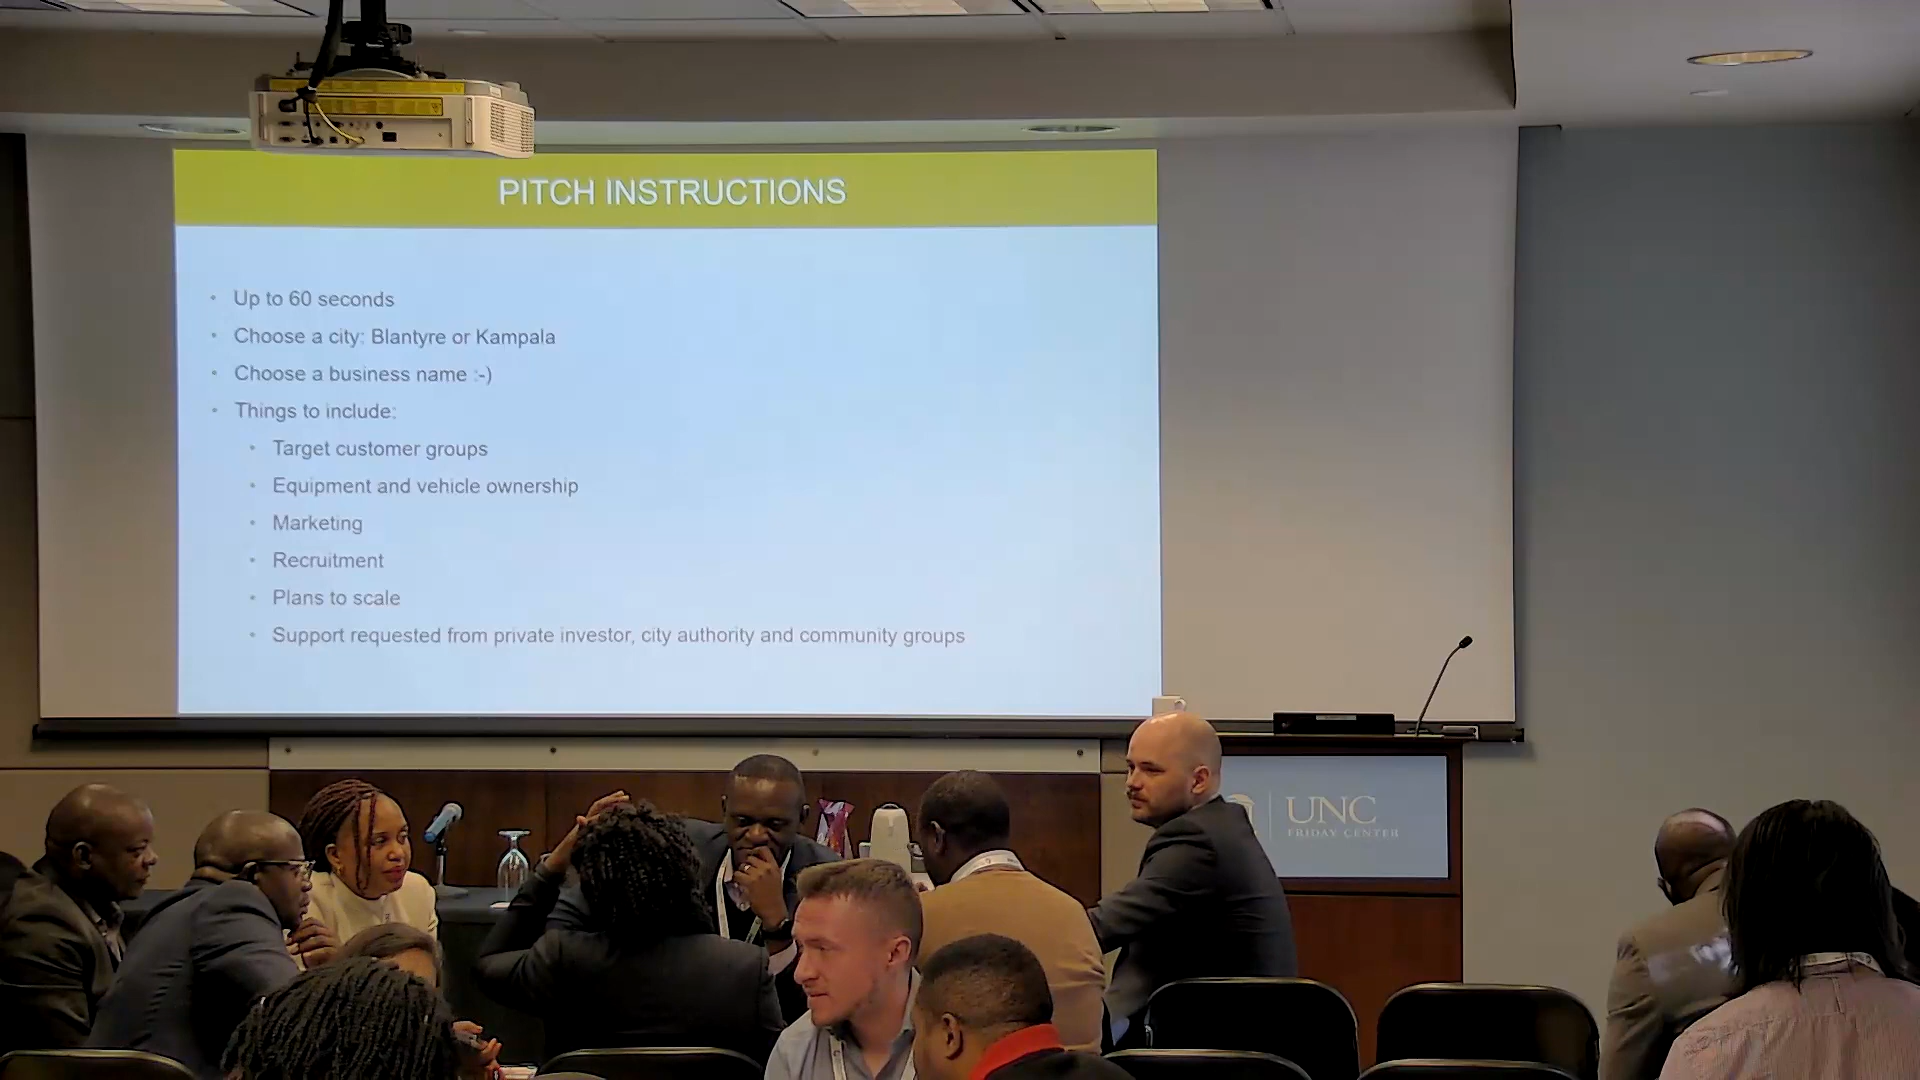 PITCH INSTRUCTIONS
• Up to 60 seconds
• Choose a city: Blantyre or Kampala
• Choose a business name :-)
• Things to include:
• Target customer groups
• Equipment and vehicle ownership
• Marketing
• Recruitment
• Plans to scale
• Support requested from private investor, city authority and community groups
UNC
FRIDAY CENTER